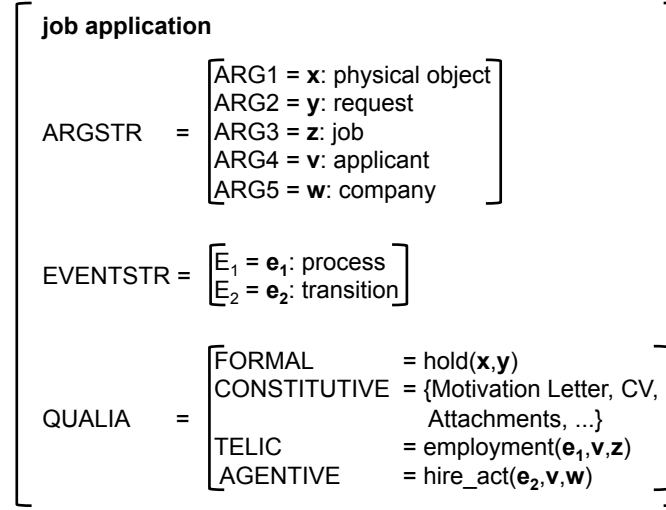 job application
ARGSTR = ARG1 = x: physical object
ARG2 = y: request
ARG3 = z: job
ARG4 = v: applicant
ARG5 = w: company
EVENTSTR = E₁ = e₁: process
E₂ = e₂: transition
QUALIA = FORMAL = hold(x,y)
CONSTITUTIVE = {Motivation Letter, CV,
Attachments, ...}
TELIC = employment(e₁,v,z)
AGENTIVE = hire_act(e₂,v,w)